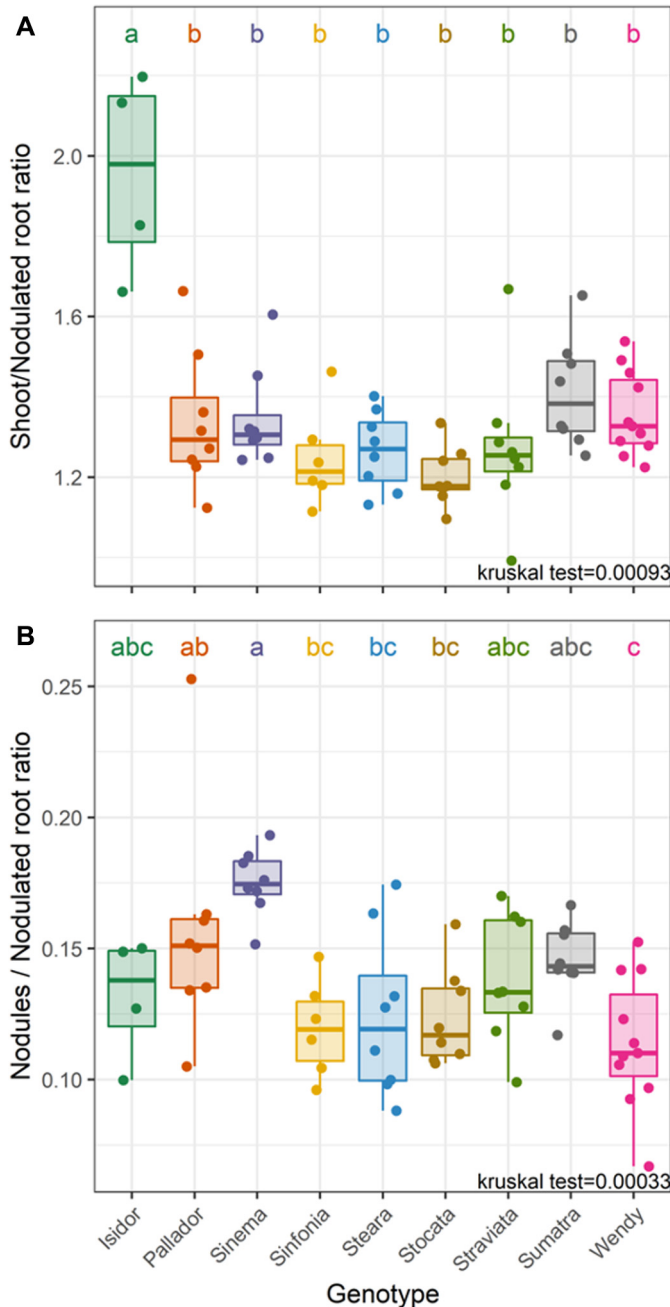 A
a b b b b b b b b
Shoot/Nodulated root ratio
2.0
1.6
1.2
kruskal test=0.00093
B
abc ab a bc bc bc abc abc c
Nodules / Nodulated root ratio
0.25
0.20
0.15
0.10
kruskal test=0.00033
Isidor Pallador Sinema Sinfonia Steara Stocata Straviata Sumatra Wendy
Genotype